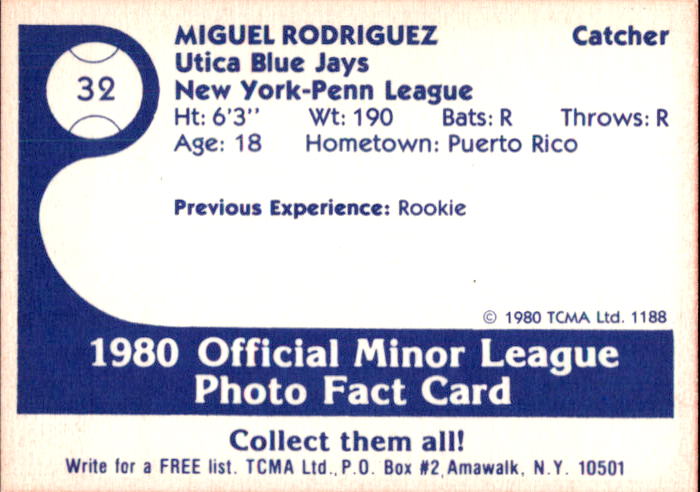 32
MIGUEL RODRIGUEZ Catcher
Utica Blue Jays
New York-Penn League
Ht: 6'3'' Wt: 190 Bats: R Throws: R
Age: 18 Hometown: Puerto Rico
Previous Experience: Rookie
© 1980 TCMA Ltd. 1188
1980 Official Minor League
Photo Fact Card
Collect them all!
Write for a FREE list. TCMA Ltd., P.O. Box #2, Amawalk, N.Y. 10501